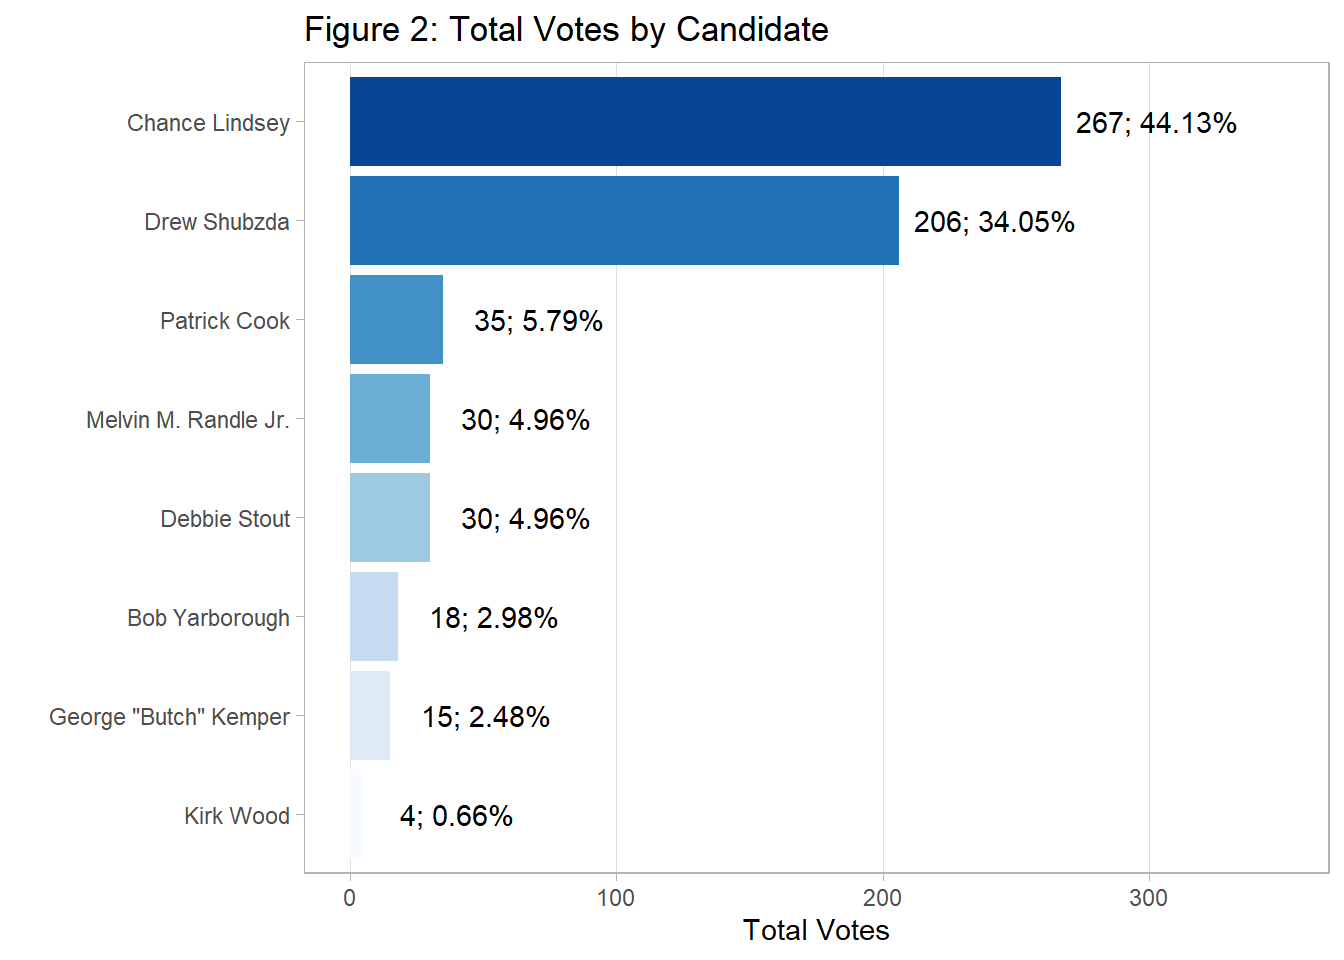 Figure 2: Total Votes by Candidate
Chance Lindsey 267; 44.13%
Drew Shubzda 206; 34.05%
Patrick Cook 35; 5.79%
Melvin M. Randle Jr. 30; 4.96%
Debbie Stout 30; 4.96%
Bob Yarborough 18; 2.98%
George "Butch" Kemper 15; 2.48%
Kirk Wood 4; 0.66%
0 100 200 300
Total Votes